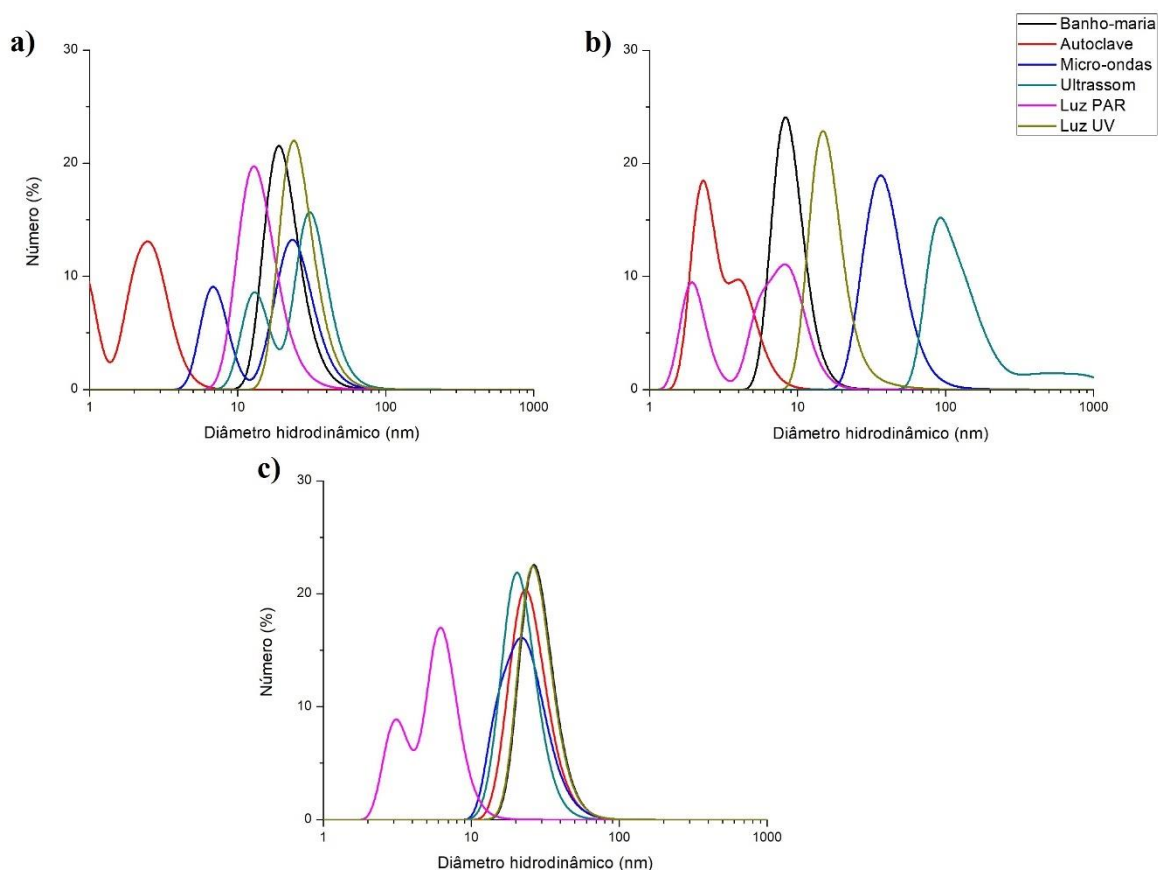 a)
30
20
10
0
Número (%)
1
10
100
1000
Diâmetro hidrodinâmico (nm)
b)
30
20
10
0
Número (%)
1
10
100
1000
Diâmetro hidrodinâmico (nm)
Banho-maria
Autoclave
Micro-ondas
Ultrassom
Luz PAR
Luz UV
c)
30
20
10
0
Número (%)
1
10
100
1000
Diâmetro hidrodinâmico (nm)